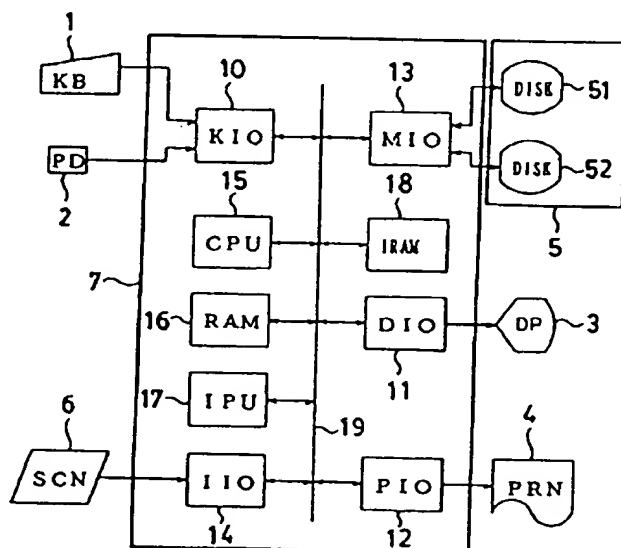 1
KB
10
KIO
13
MIO
DISK
51
PD
2
DISK
52
15
CPU
18
IRAM
5
7
16
RAM
DIO
11
DP
3
17
IPU
19
6
SCN
IIO
14
PIO
12
4
PRN